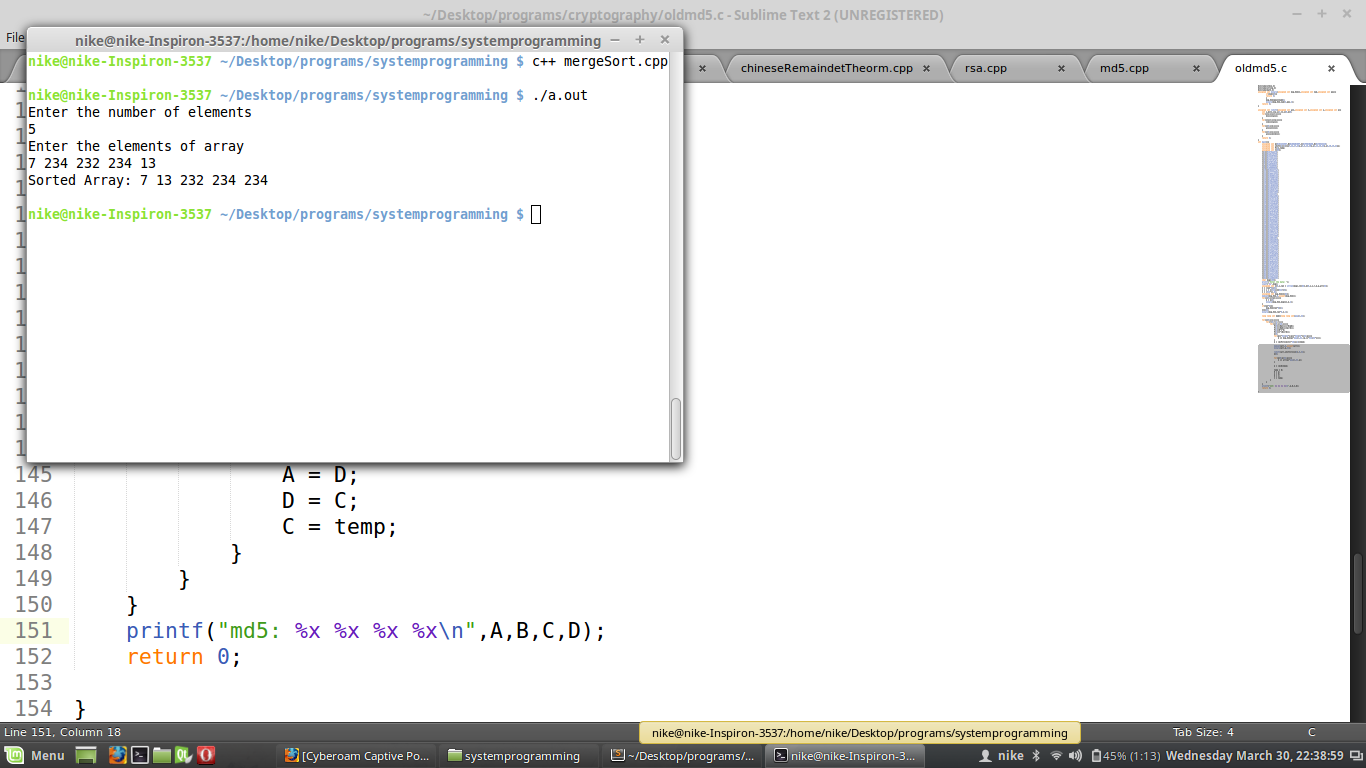 ~/Desktop/programs/cryptography/oldmd5.c - Sublime Text 2 (UNREGISTERED)
File
nike@nike-Inspiron-3537:/home/nike/Desktop/programs/systemprogramming
chineseRemaindetTheorm.cpp
rsa.cpp
md5.cpp
oldmd5.c
nike@nike-Inspiron-3537 ~/Desktop/programs/systemprogramming $ c++ mergeSort.cpp
nike@nike-Inspiron-3537 ~/Desktop/programs/systemprogramming $ ./a.out
Enter the number of elements
5
Enter the elements of array
7 234 232 234 13
Sorted Array: 7 13 232 234 234
nike@nike-Inspiron-3537 ~/Desktop/programs/systemprogramming $
145 A = D;
146 D = C;
147 C = temp;
148 }
149 }
150 }
151 printf("md5: %x %x %x %x\n",A,B,C,D);
152 return 0;
153
154 }
Line 151, Column 18
nike@nike-Inspiron-3537:/home/nike/Desktop/programs/systemprogramming
Tab Size: 4
C
Menu
[Cyberoam Captive Po...
systemprogramming
~/Desktop/programs/...
nike@nike-Inspiron-3...
nike
45% (1:13)
Wednesday March 30, 22:38:59